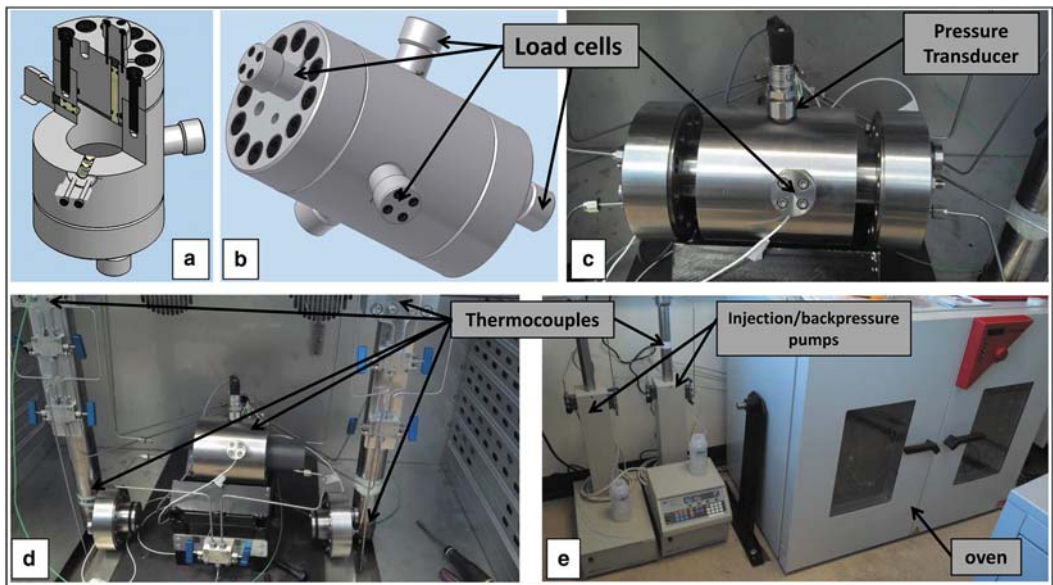 Load cells
Pressure
Transducer
a
b
c
Thermocouples
Injection/backpressure
pumps
d
e
oven